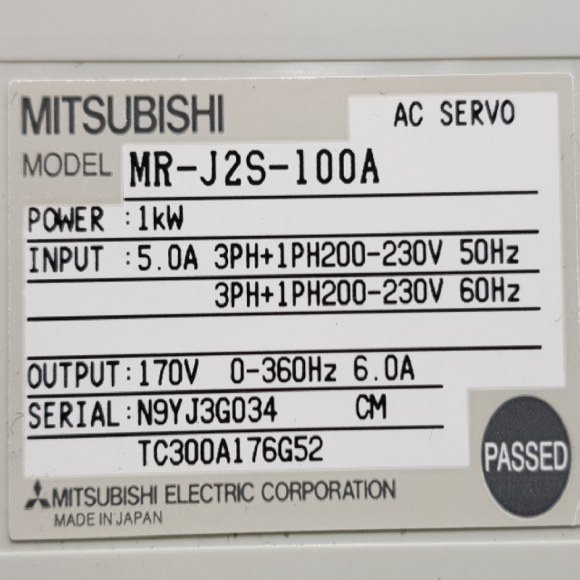 MITSUBISHI
AC SERVO
MODEL MR-J2S-100A
POWER : 1kW
INPUT : 5.0A 3PH+1PH200-230V 50Hz
3PH+1PH200-230V 60Hz
OUTPUT: 170V 0-360Hz 6.0A
SERIAL: N9YJ3G034 CM
TC300A176G52
PASSED
MITSUBISHI ELECTRIC CORPORATION
MADE IN JAPAN